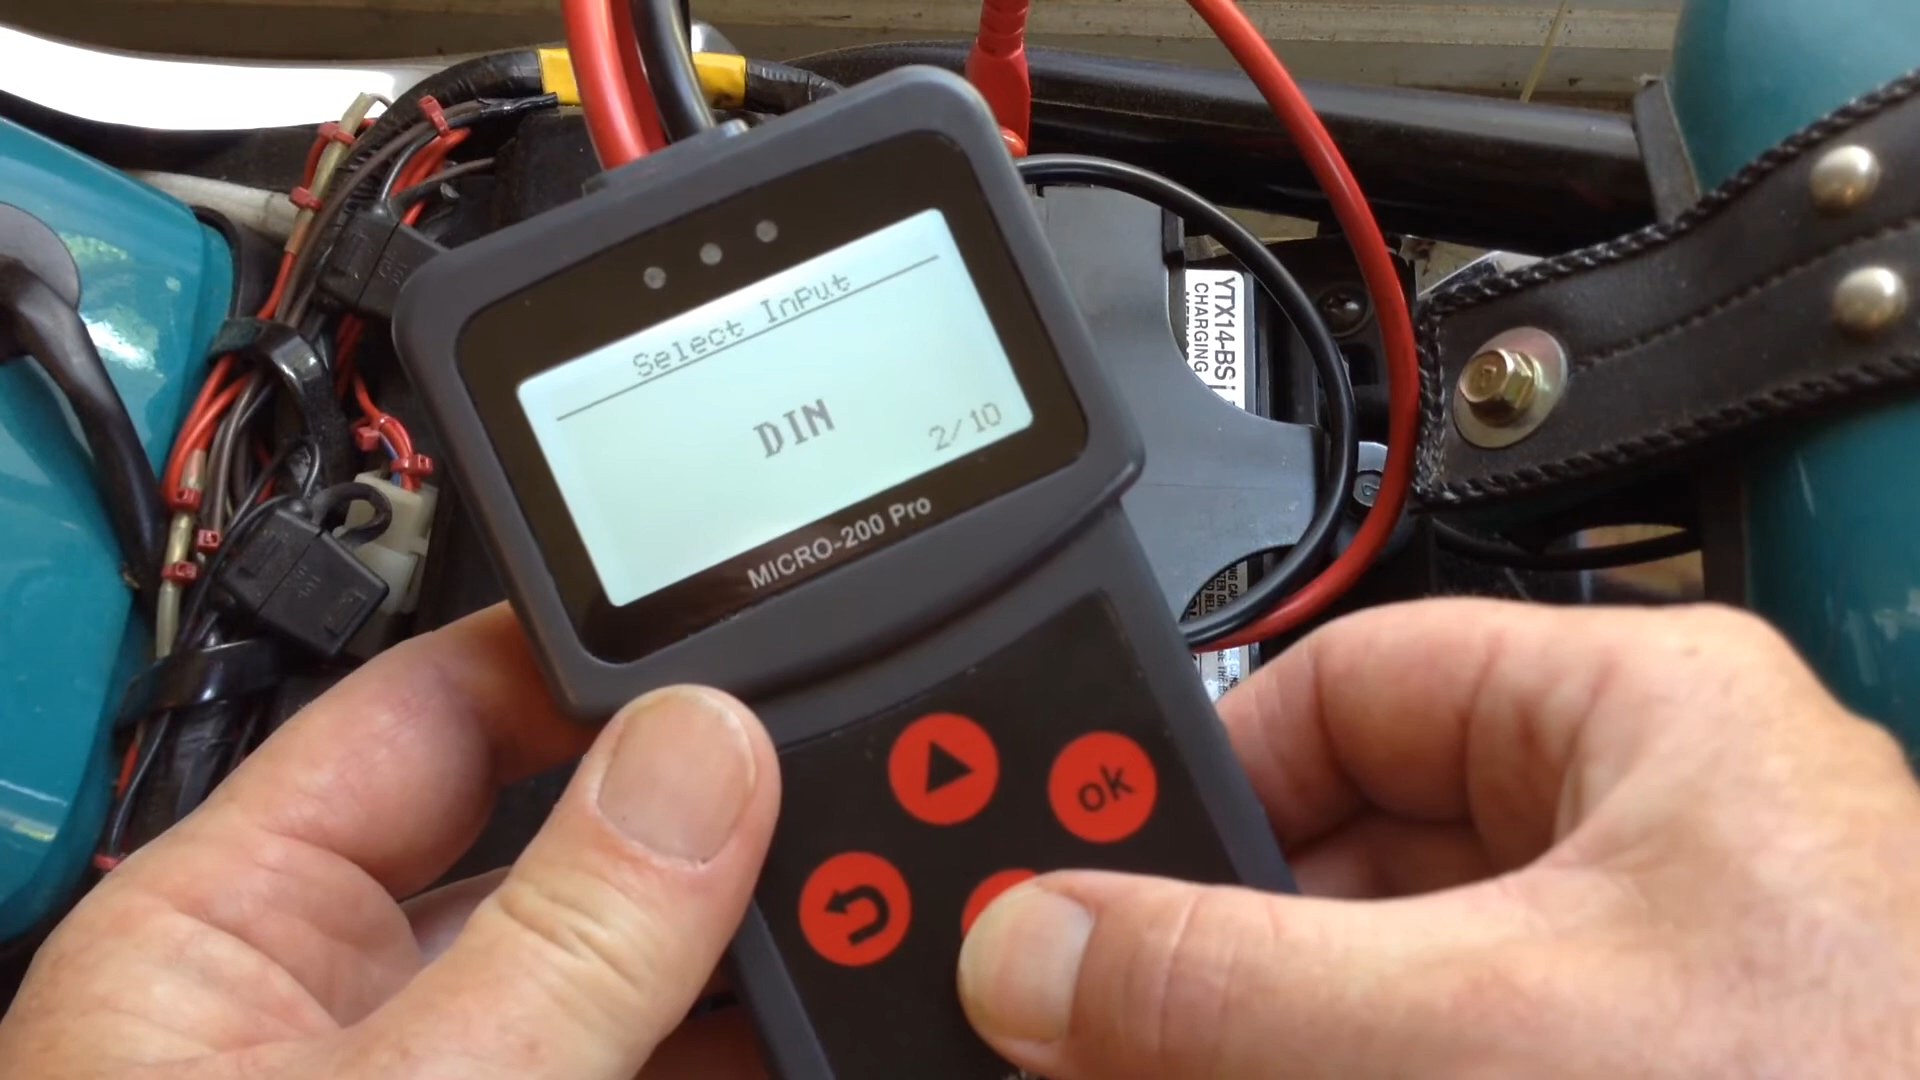 Select InPut
DIN
2/10
MICRO-200 Pro
ok
YTX14-BS
CHARGING